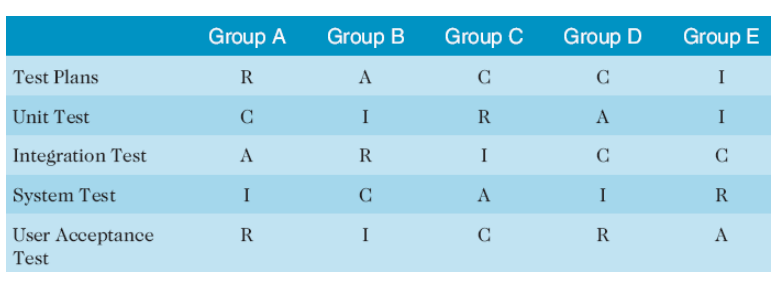 Group A Group B Group C Group D Group E
Test Plans R A C C I
Unit Test C I R A I
Integration Test A R I C C
System Test I C A I R
User Acceptance R I C R A
Test